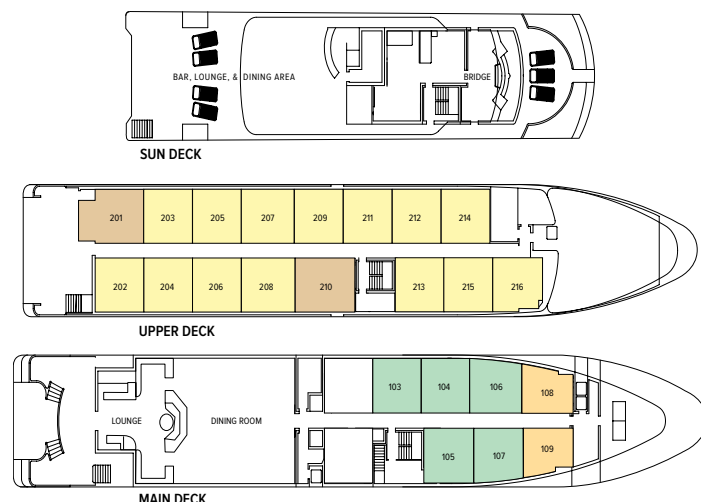 BAR, LOUNGE, & DINING AREA
BRIDGE
SUN DECK
201 203 205 207 209 211 212 214
202 204 206 208 210 213 215 216
UPPER DECK
103 104 106 108
LOUNGE DINING ROOM
105 107 109
MAIN DECK